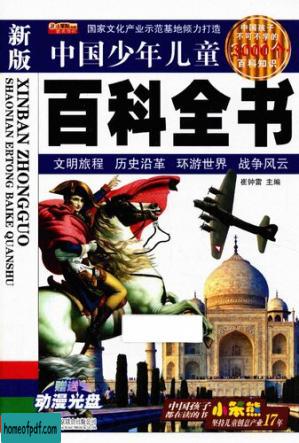 国家文化产业示范基地倾力打造
新版
中国少年儿童
中国孩子
不可不学的
3000个
百科知识
百科全书
XINBAN ZHONGGUO
SHAONIAN ERTONG BAIKE QUANSHU
文明旅程 历史沿革 环游世界 战争风云
崔钟雷 主编
赠送
动漫光盘
中国孩子
都在读的书
小笨熊
坚持儿童创意产业17年
homeofpdf.com